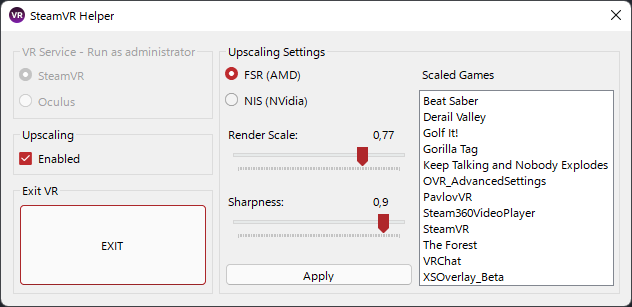 VR SteamVR Helper
VR Service - Run as administrator
SteamVR
Oculus
Upscaling
Enabled
Exit VR
EXIT
Upscaling Settings
FSR (AMD)
NIS (NVidia)
Render Scale: 0,77
Sharpness: 0,9
Apply
Scaled Games
Beat Saber
Derail Valley
Golf It!
Gorilla Tag
Keep Talking and Nobody Explodes
OVR_AdvancedSettings
PavlovVR
Steam360VideoPlayer
SteamVR
The Forest
VRChat
XSOverlay_Beta